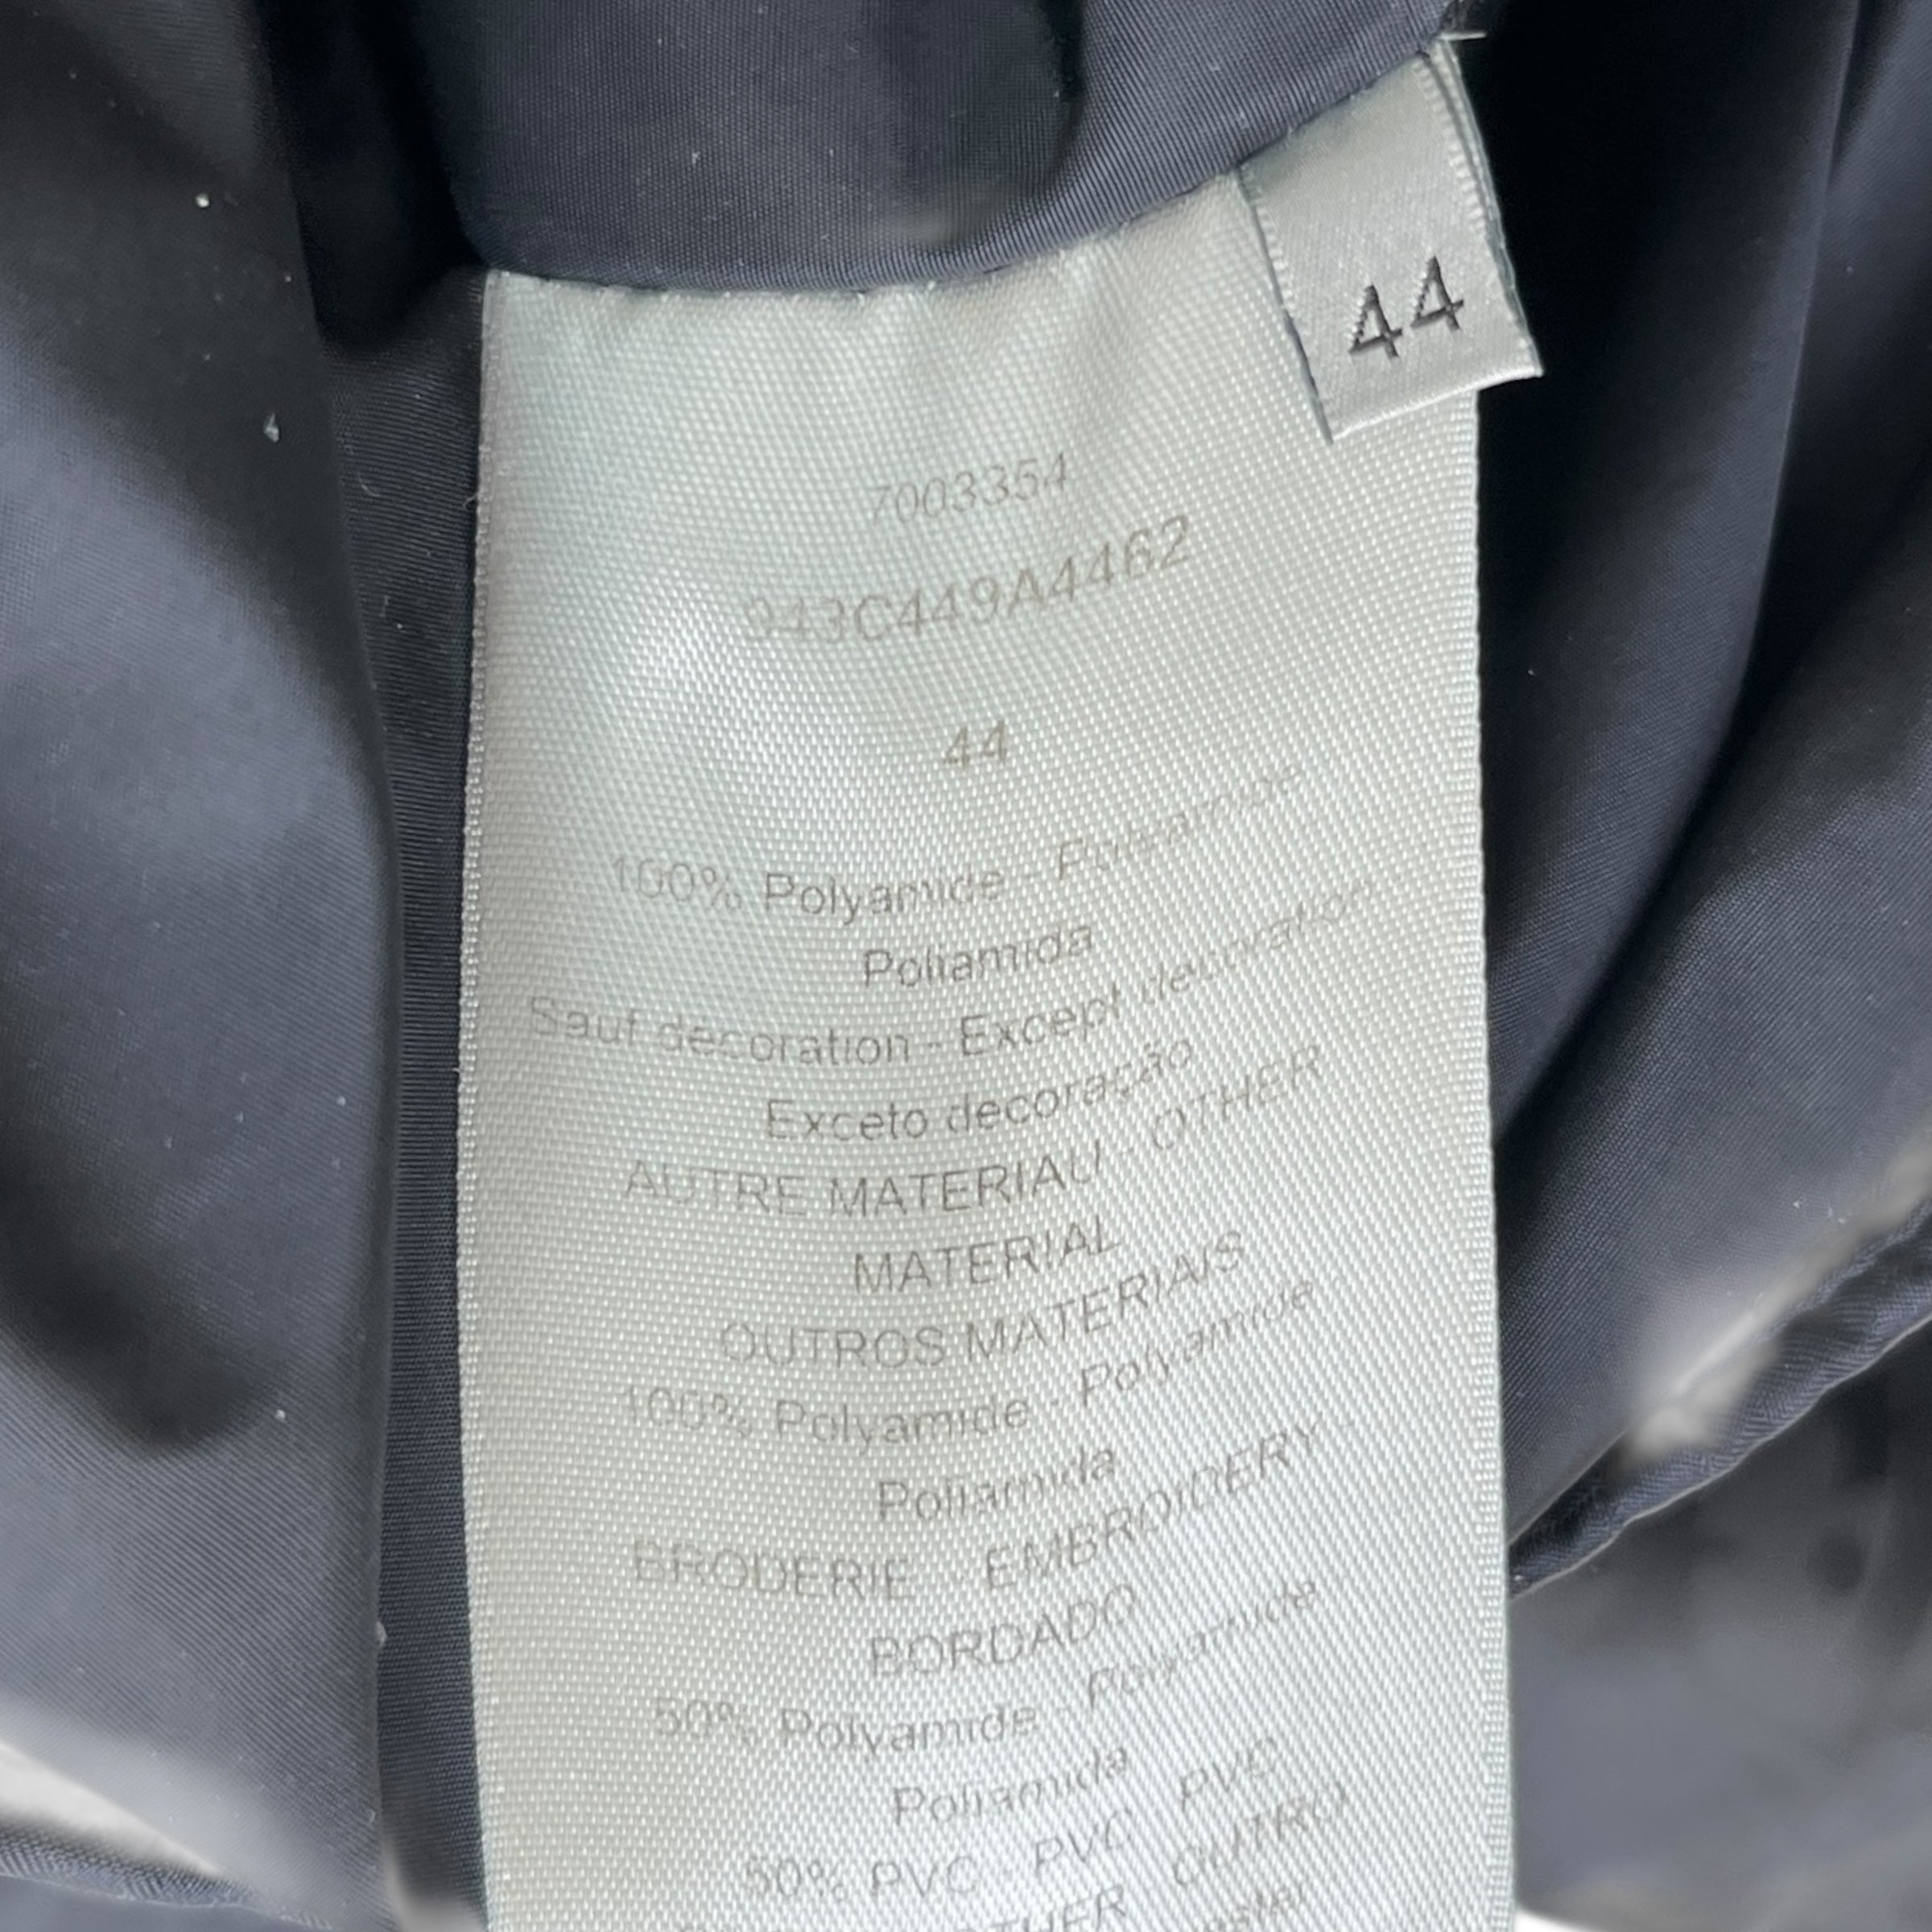 44
7003354
943C449A4462
44
100% Polyamide - Polyamide
Poliamida
Sauf decoration - Except decoration
Exceto decoração
AUTRE MATERIAU OTHER
MATERIAL
OUTROS MATERIAIS
100% Polyamide - Polyamide
Poliamida
BRODERIE EMBROIDERY
BORDADO
50% Polyamide Polyamide
Poliamida
50% PVC - PVC PVC
OUTRO